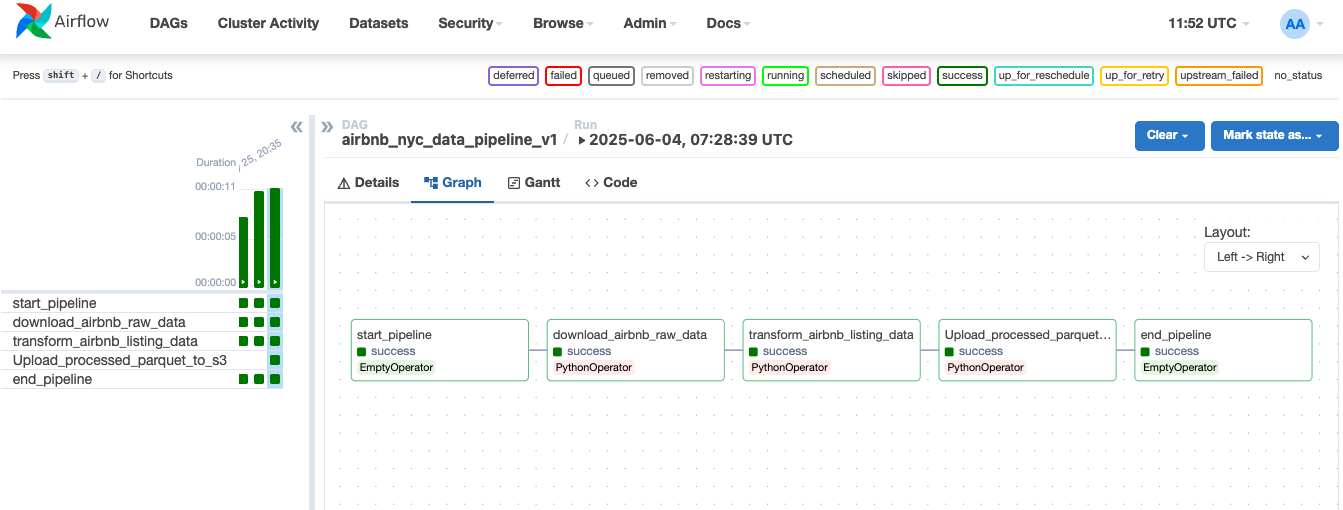 Airflow
DAGs Cluster Activity Datasets Security Browse Admin Docs 11:52 UTC AA
Press shift + / for Shortcuts
deferred failed queued removed restarting running scheduled skipped success up_for_reschedule up_for_retry upstream_failed no_status
Duration
25, 20:35
00:00:11
00:00:05
00:00:00
start_pipeline
download_airbnb_raw_data
transform_airbnb_listing_data
Upload_processed_parquet_to_s3
end_pipeline
DAG
airbnb_nyc_data_pipeline_v1 /
Run
2025-06-04, 07:28:39 UTC
Clear
Mark state as...
Details Graph Gantt Code
Layout:
Left -> Right
start_pipeline
success
EmptyOperator
download_airbnb_raw_data
success
PythonOperator
transform_airbnb_listing_data
success
PythonOperator
Upload_processed_parquet...
success
PythonOperator
end_pipeline
success
EmptyOperator